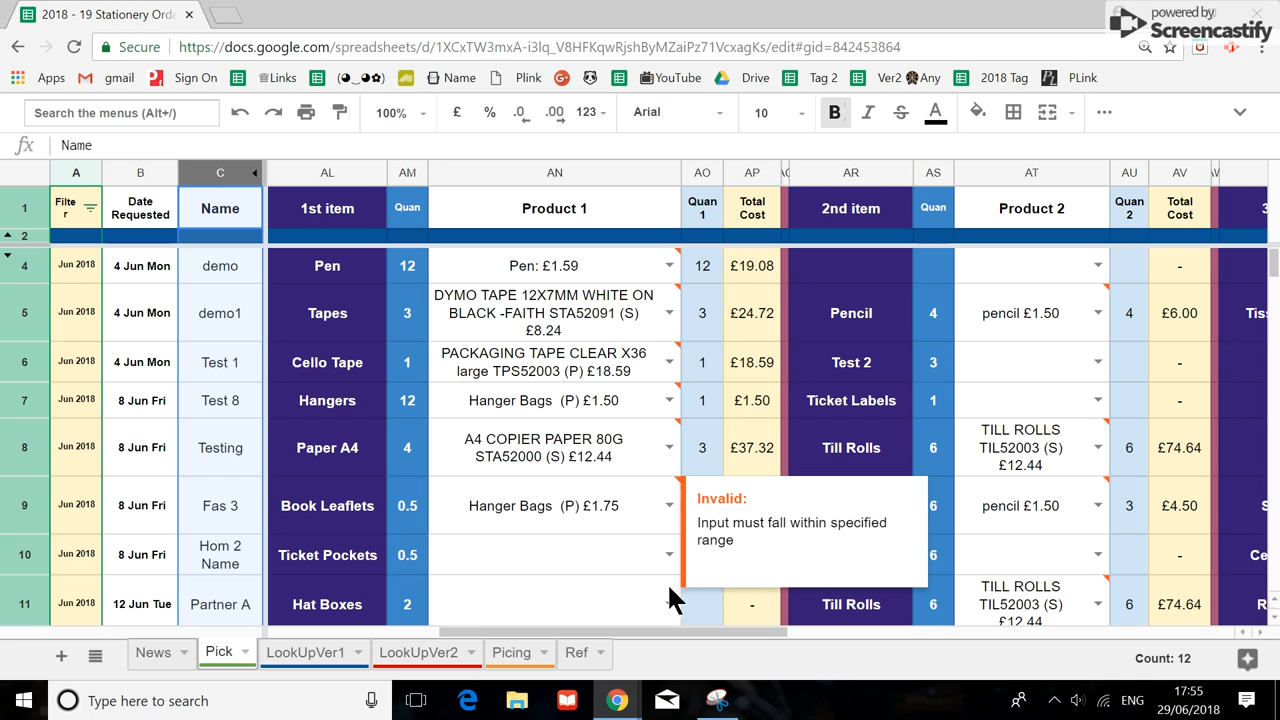 2018 - 19 Stationery Ord
powered by
Screencastify
Secure
https://docs.google.com/spreadsheets/d/1XCx1W3mxA-i3Iq_V8HFKqwRjshByMZaiPz71VcxagKs/edit#gid=842453864
Apps gmail Sign On Links Name Plink YouTube Drive Tag 2 Ver2 Any 2018 Tag PLink
Search the menus (Alt+/) 100% £ % .0 .00 123 Arial 10 B I S A
fx Name
A B C AL AM AN AO AP AR AS AT AU AV
1 Filte
r Date
Requested Name 1st item Quan Product 1 Quan
1 Total
Cost 2nd item Quan Product 2 Quan
2 Total
Cost 3
2
4 Jun 2018 4 Jun Mon demo Pen 12 Pen: £1.59 12 £19.08 -
5 Jun 2018 4 Jun Mon demo1 Tapes 3 DYMO TAPE 12X7MM WHITE ON
BLACK -FAITH STA52091 (S)
£8.24 3 £24.72 Pencil 4 pencil £1.50 4 £6.00 Tis
6 Jun 2018 4 Jun Mon Test 1 Cello Tape 1 PACKAGING TAPE CLEAR X36
large TPS52003 (P) £18.59 1 £18.59 Test 2 3 -
7 Jun 2018 8 Jun Fri Test 8 Hangers 12 Hanger Bags (P) £1.50 1 £1.50 Ticket Labels 1 -
8 Jun 2018 8 Jun Fri Testing Paper A4 4 A4 COPIER PAPER 80G
STA52000 (S) £12.44 3 £37.32 Till Rolls 6 TILL ROLLS
TIL52003 (S)
£12.44 6 £74.64
9 Jun 2018 8 Jun Fri Fas 3 Book Leaflets 0.5 Hanger Bags (P) £1.75 6 pencil £1.50 3 £4.50 S
Invalid:
Input must fall within specified
range
10 Jun 2018 8 Jun Fri Hom 2
Name Ticket Pockets 0.5 6 - Ce
11 Jun 2018 12 Jun Tue Partner A Hat Boxes 2 - Till Rolls 6 TILL ROLLS
TIL52003 (S)
£12.44 6 £74.64 R
News Pick LookUpVer1 LookUpVer2 Picing Ref Count: 12
Type here to search
ENG
17:55
29/06/2018